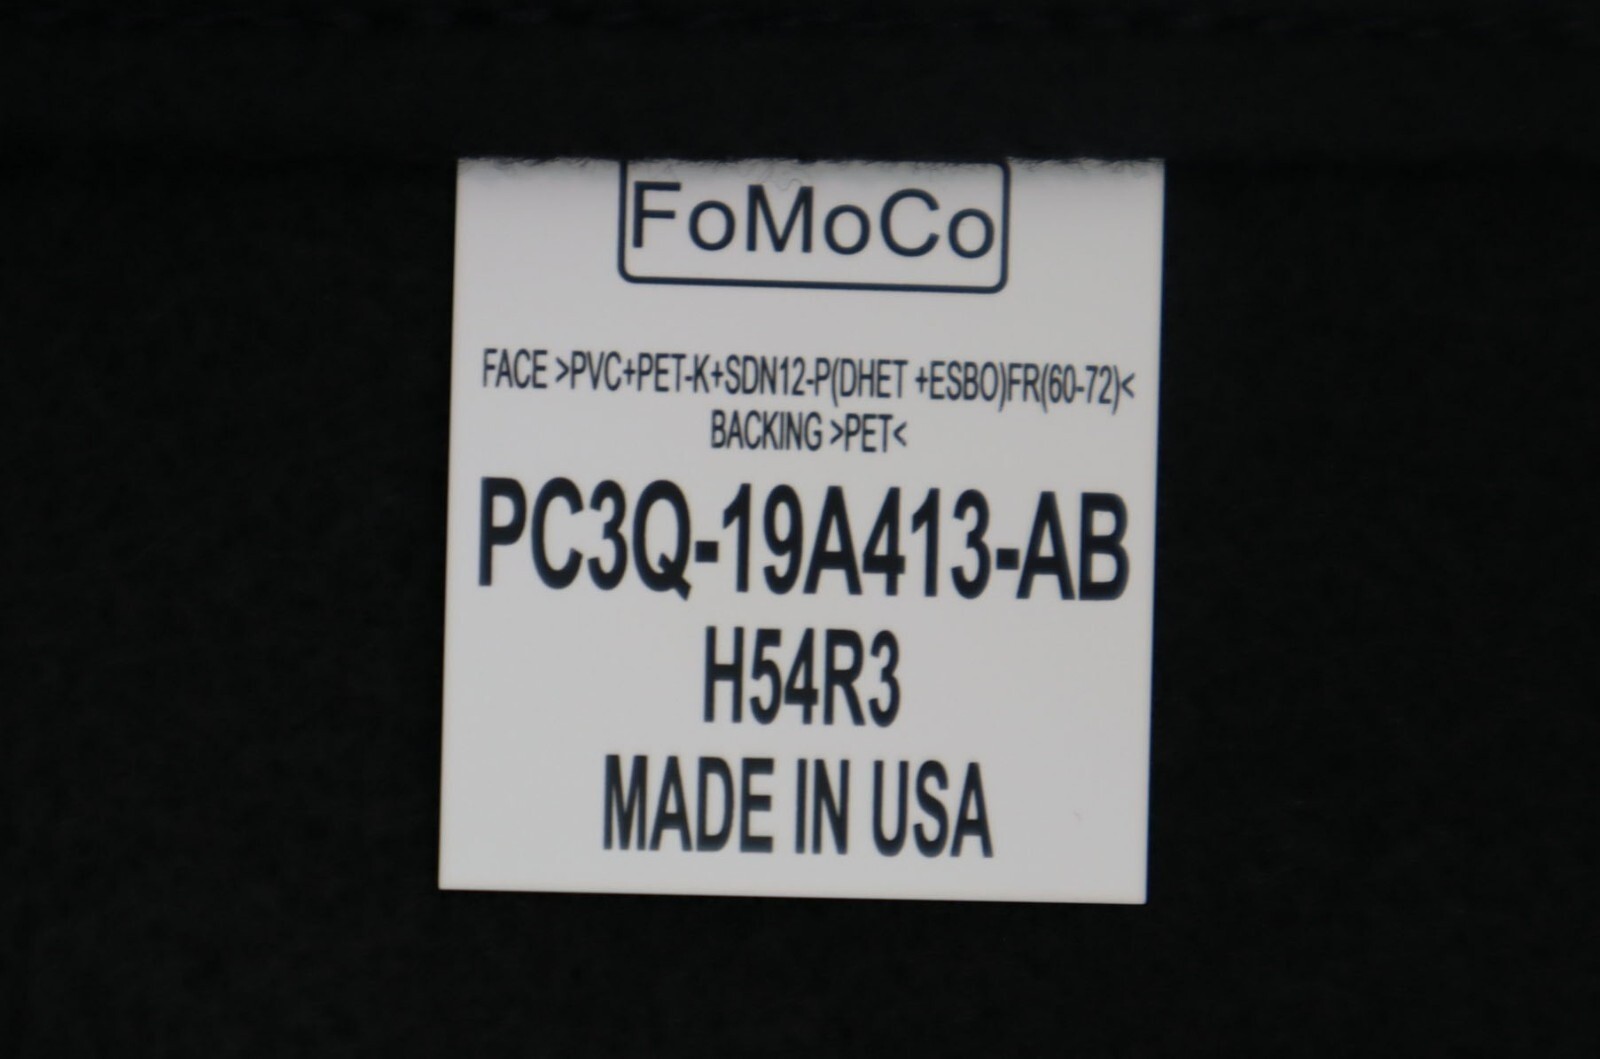 FoMoCo
FACE >PVC+PET-K+SDN12-P(DHET +ESBO)FR(60-72)<
BACKING >PET<
PC3Q-19A413-AB
H54R3
MADE IN USA